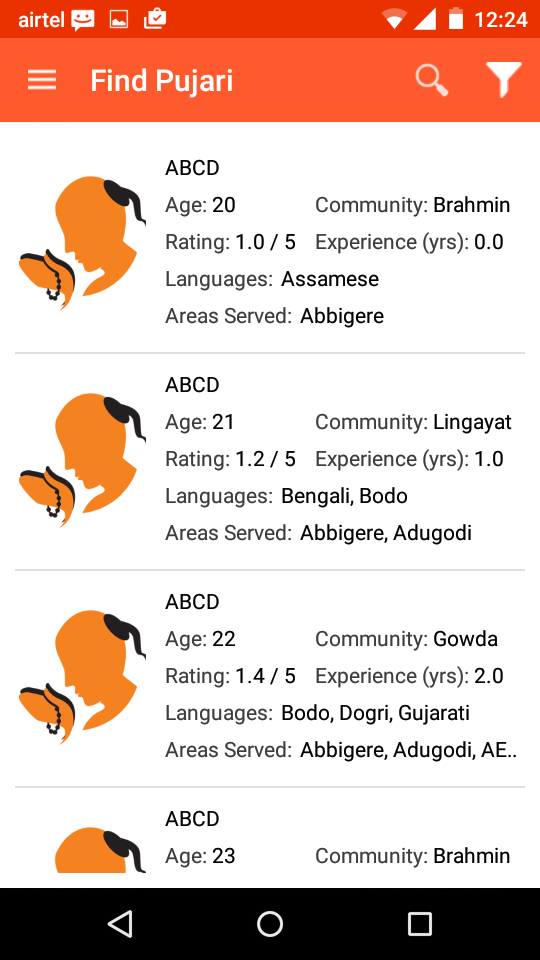 airtel 12:24
Find Pujari
ABCD
Age: 20 Community: Brahmin
Rating: 1.0 / 5 Experience (yrs): 0.0
Languages: Assamese
Areas Served: Abbigere
ABCD
Age: 21 Community: Lingayat
Rating: 1.2 / 5 Experience (yrs): 1.0
Languages: Bengali, Bodo
Areas Served: Abbigere, Adugodi
ABCD
Age: 22 Community: Gowda
Rating: 1.4 / 5 Experience (yrs): 2.0
Languages: Bodo, Dogri, Gujarati
Areas Served: Abbigere, Adugodi, AE..
ABCD
Age: 23 Community: Brahmin